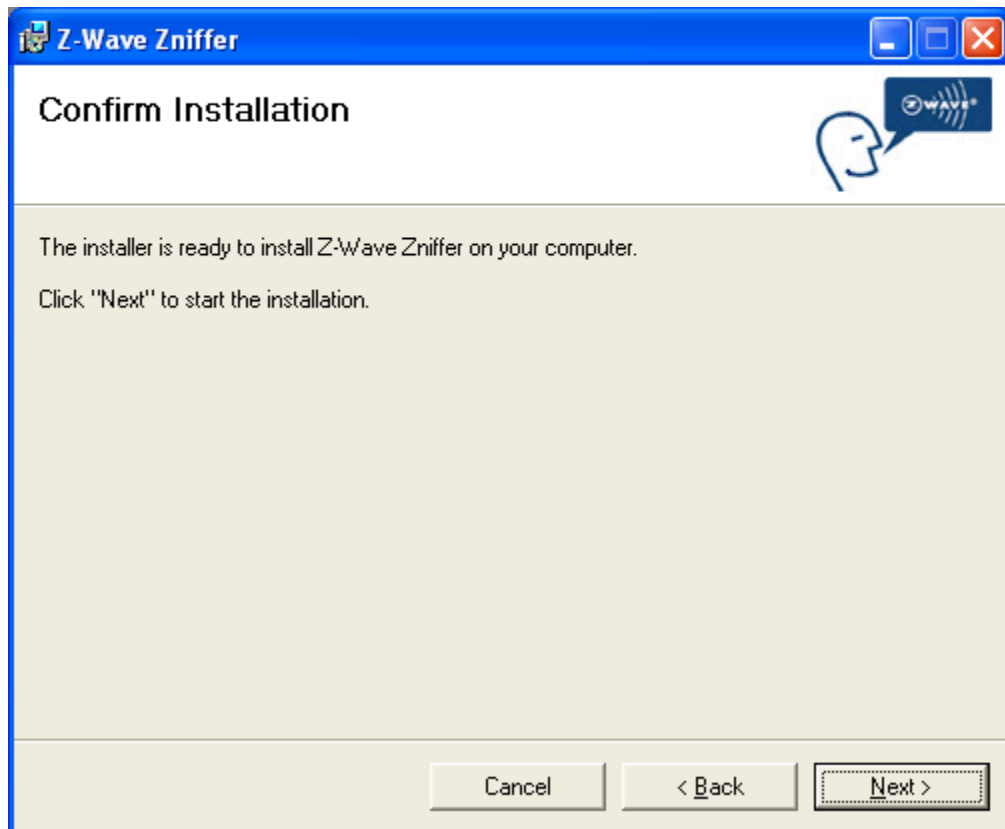 Z-Wave Zniffer
Confirm Installation
Z WAVE®
The installer is ready to install Z-Wave Zniffer on your computer.
Click "Next" to start the installation.
Cancel
< Back
Next >